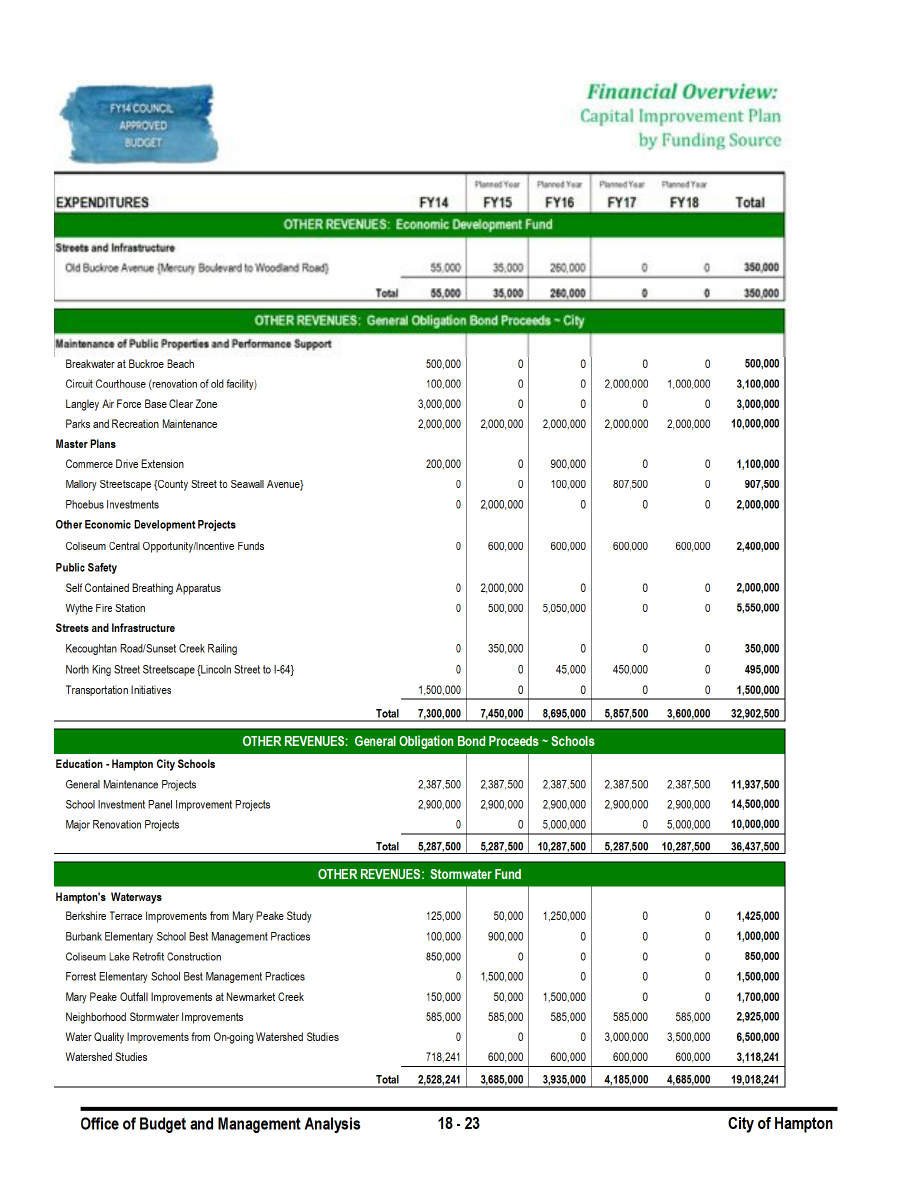 FY14 COUNCIL
APPROVED
BUDGET
Financial Overview:
Capital Improvement Plan
by Funding Source
Planned Year Planned Year Planned Year Planned Year
EXPENDITURES FY14 FY15 FY16 FY17 FY18 Total
OTHER REVENUES: Economic Development Fund
Streets and Infrastructure
Old Buckroe Avenue {Mercury Boulevard to Woodland Road} 55,000 35,000 260,000 0 0 350,000
Total 55,000 35,000 260,000 0 0 350,000
OTHER REVENUES: General Obligation Bond Proceeds ~ City
Maintenance of Public Properties and Performance Support
Breakwater at Buckroe Beach 500,000 0 0 0 0 500,000
Circuit Courthouse (renovation of old facility) 100,000 0 0 2,000,000 1,000,000 3,100,000
Langley Air Force Base Clear Zone 3,000,000 0 0 0 0 3,000,000
Parks and Recreation Maintenance 2,000,000 2,000,000 2,000,000 2,000,000 2,000,000 10,000,000
Master Plans
Commerce Drive Extension 200,000 0 900,000 0 0 1,100,000
Mallory Streetscape {County Street to Seawall Avenue} 0 0 100,000 807,500 0 907,500
Phoebus Investments 0 2,000,000 0 0 0 2,000,000
Other Economic Development Projects
Coliseum Central Opportunity/Incentive Funds 0 600,000 600,000 600,000 600,000 2,400,000
Public Safety
Self Contained Breathing Apparatus 0 2,000,000 0 0 0 2,000,000
Wythe Fire Station 0 500,000 5,050,000 0 0 5,550,000
Streets and Infrastructure
Kecoughtan Road/Sunset Creek Railing 0 350,000 0 0 0 350,000
North King Street Streetscape {Lincoln Street to I-64} 0 0 45,000 450,000 0 495,000
Transportation Initiatives 1,500,000 0 0 0 0 1,500,000
Total 7,300,000 7,450,000 8,695,000 5,857,500 3,600,000 32,902,500
OTHER REVENUES: General Obligation Bond Proceeds ~ Schools
Education - Hampton City Schools
General Maintenance Projects 2,387,500 2,387,500 2,387,500 2,387,500 2,387,500 11,937,500
School Investment Panel Improvement Projects 2,900,000 2,900,000 2,900,000 2,900,000 2,900,000 14,500,000
Major Renovation Projects 0 0 5,000,000 0 5,000,000 10,000,000
Total 5,287,500 5,287,500 10,287,500 5,287,500 10,287,500 36,437,500
OTHER REVENUES: Stormwater Fund
Hampton's Waterways
Berkshire Terrace Improvements from Mary Peake Study 125,000 50,000 1,250,000 0 0 1,425,000
Burbank Elementary School Best Management Practices 100,000 900,000 0 0 0 1,000,000
Coliseum Lake Retrofit Construction 850,000 0 0 0 0 850,000
Forrest Elementary School Best Management Practices 0 1,500,000 0 0 0 1,500,000
Mary Peake Outfall Improvements at Newmarket Creek 150,000 50,000 1,500,000 0 0 1,700,000
Neighborhood Stormwater Improvements 585,000 585,000 585,000 585,000 585,000 2,925,000
Water Quality Improvements from On-going Watershed Studies 0 0 0 3,000,000 3,500,000 6,500,000
Watershed Studies 718,241 600,000 600,000 600,000 600,000 3,118,241
Total 2,528,241 3,685,000 3,935,000 4,185,000 4,685,000 19,018,241
Office of Budget and Management Analysis 18 - 23 City of Hampton